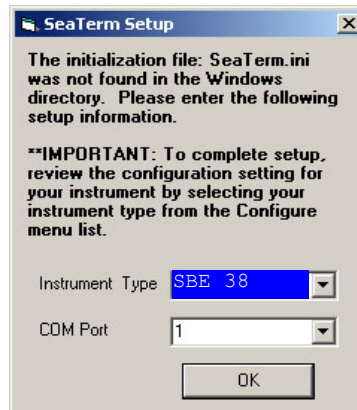 SeaTerm Setup
The initialization file: SeaTerm.ini
was not found in the Windows
directory. Please enter the following
setup information.
**IMPORTANT: To complete setup,
review the configuration setting for
your instrument by selecting your
instrument type from the Configure
menu list.
Instrument Type SBE 38
COM Port 1
OK